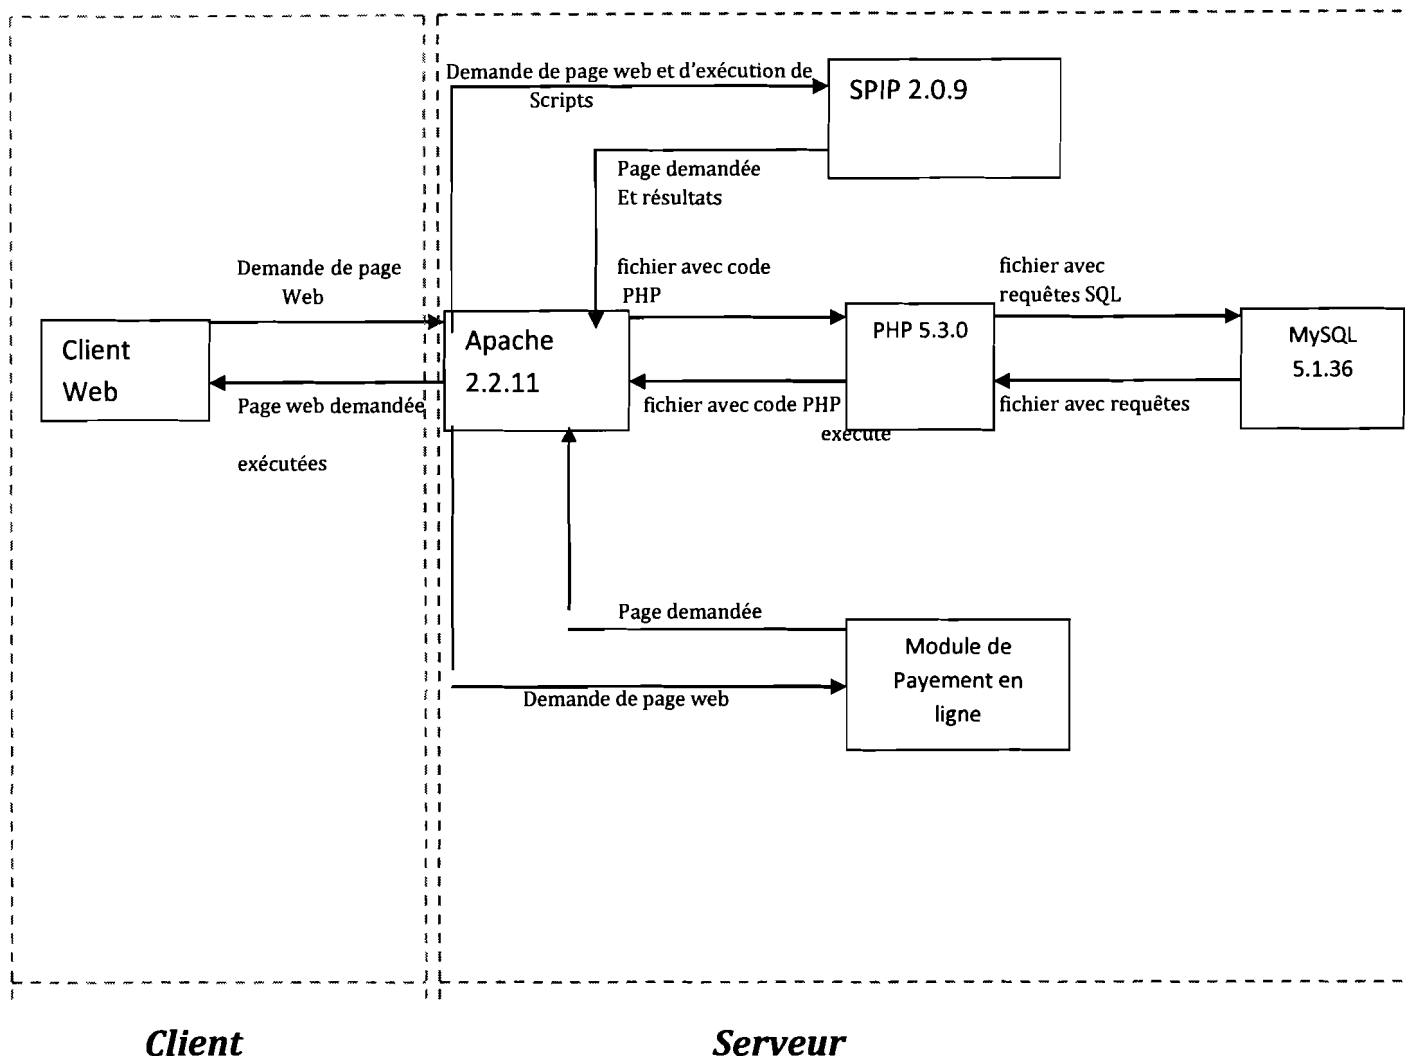 Demande de page web et d'exécution de
Scripts
SPIP 2.0.9
Page demandée
Et résultats
Demande de page
Web
fichier avec code
PHP
fichier avec
requêtes SQL
Client
Web
Apache
2.2.11
PHP 5.3.0
MySQL
5.1.36
Page web demandée
fichier avec code PHP
exécuté
fichier avec requêtes
exécutées
Page demandée
Module de
Payement en
ligne
Demande de page web
Client
Serveur